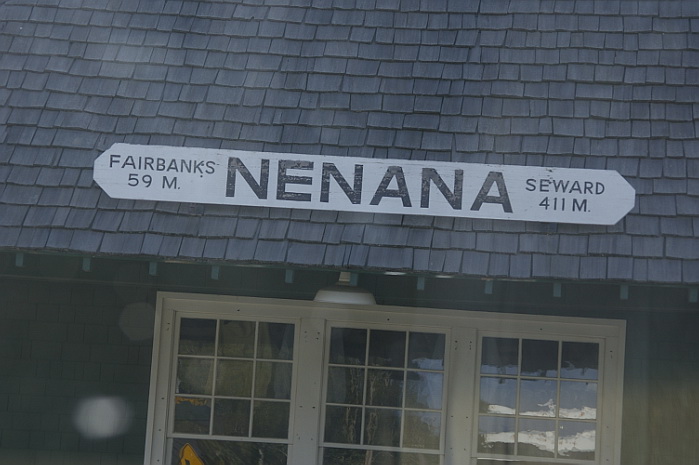 FAIRBANKS
59 M.
NENANA
SEWARD
411 M.